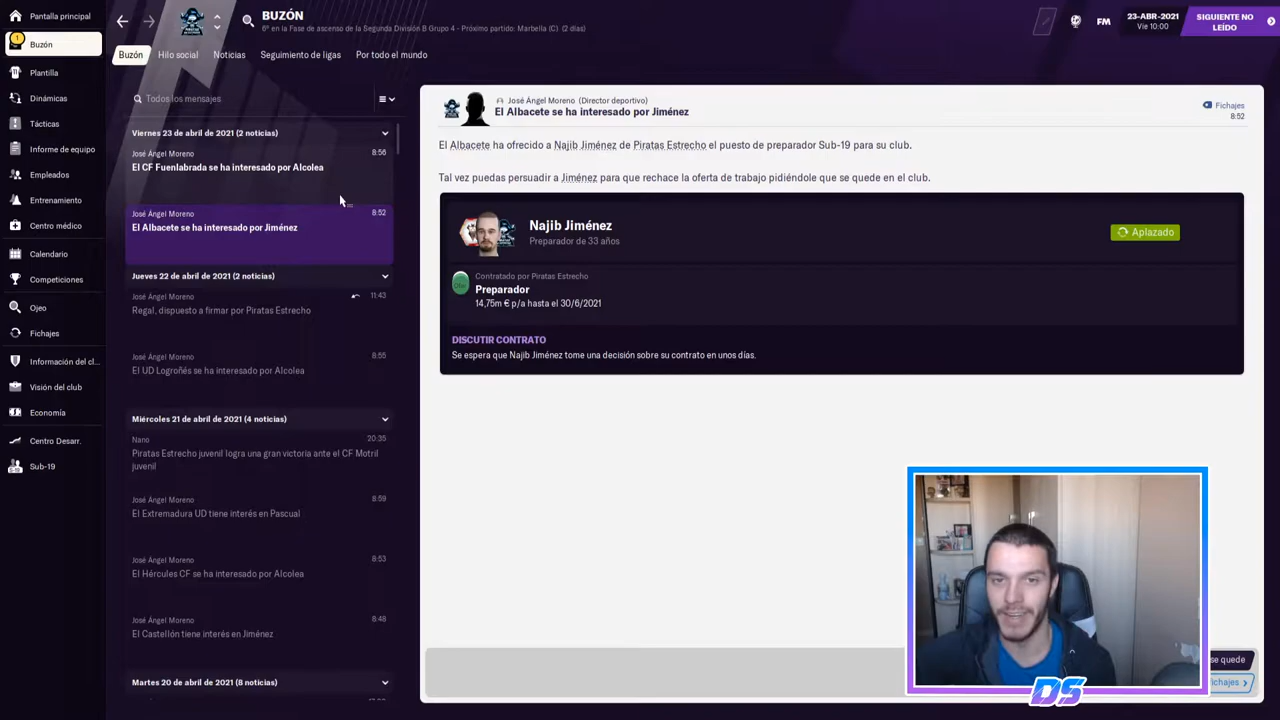 Pantalla principal
1
Buzón
Plantilla
Dinámicas
Tácticas
Informe de equipo
Empleados
Entrenamiento
Centro médico
Calendario
Competiciones
Ojeo
Fichajes
Información del cl...
Visión del club
Economía
Centro Desarr.
Sub-19
BUZÓN
6º en la Fase de ascenso de la Segunda División B Grupo 4 - Próximo partido: Marbella (C) (2 días)
FM
23-ABR-2021
Vie 10:00
SIGUIENTE NO LEÍDO
Buzón Hilo social Noticias Seguimiento de ligas Por todo el mundo
Todos los mensajes
Viernes 23 de abril de 2021 (2 noticias)
José Ángel Moreno 8:56
El CF Fuenlabrada se ha interesado por Alcolea
José Ángel Moreno 8:52
El Albacete se ha interesado por Jiménez
Jueves 22 de abril de 2021 (2 noticias)
José Ángel Moreno 11:43
Regal, dispuesto a firmar por Piratas Estrecho
José Ángel Moreno 8:55
El UD Logroñés se ha interesado por Alcolea
Miércoles 21 de abril de 2021 (4 noticias)
Nano 20:35
Piratas Estrecho juvenil logra una gran victoria ante el CF Motril
juvenil
José Ángel Moreno 8:59
El Extremadura UD tiene interés en Pascual
José Ángel Moreno 8:53
El Hércules CF se ha interesado por Alcolea
José Ángel Moreno 8:48
El Castellón tiene interés en Jiménez
Martes 20 de abril de 2021 (8 noticias)
José Ángel Moreno (Director deportivo)
El Albacete se ha interesado por Jiménez
Fichajes
8:52
El Albacete ha ofrecido a Najib Jiménez de Piratas Estrecho el puesto de preparador Sub-19 para su club.
Tal vez puedas persuadir a Jiménez para que rechace la oferta de trabajo pidiéndole que se quede en el club.
Najib Jiménez
Preparador de 33 años
Aplazado
Contratado por Piratas Estrecho
Preparador
14,75m € p/a hasta el 30/6/2021
DISCUTIR CONTRATO
Se espera que Najib Jiménez tome una decisión sobre su contrato en unos días.
se quede
ichajes
DS